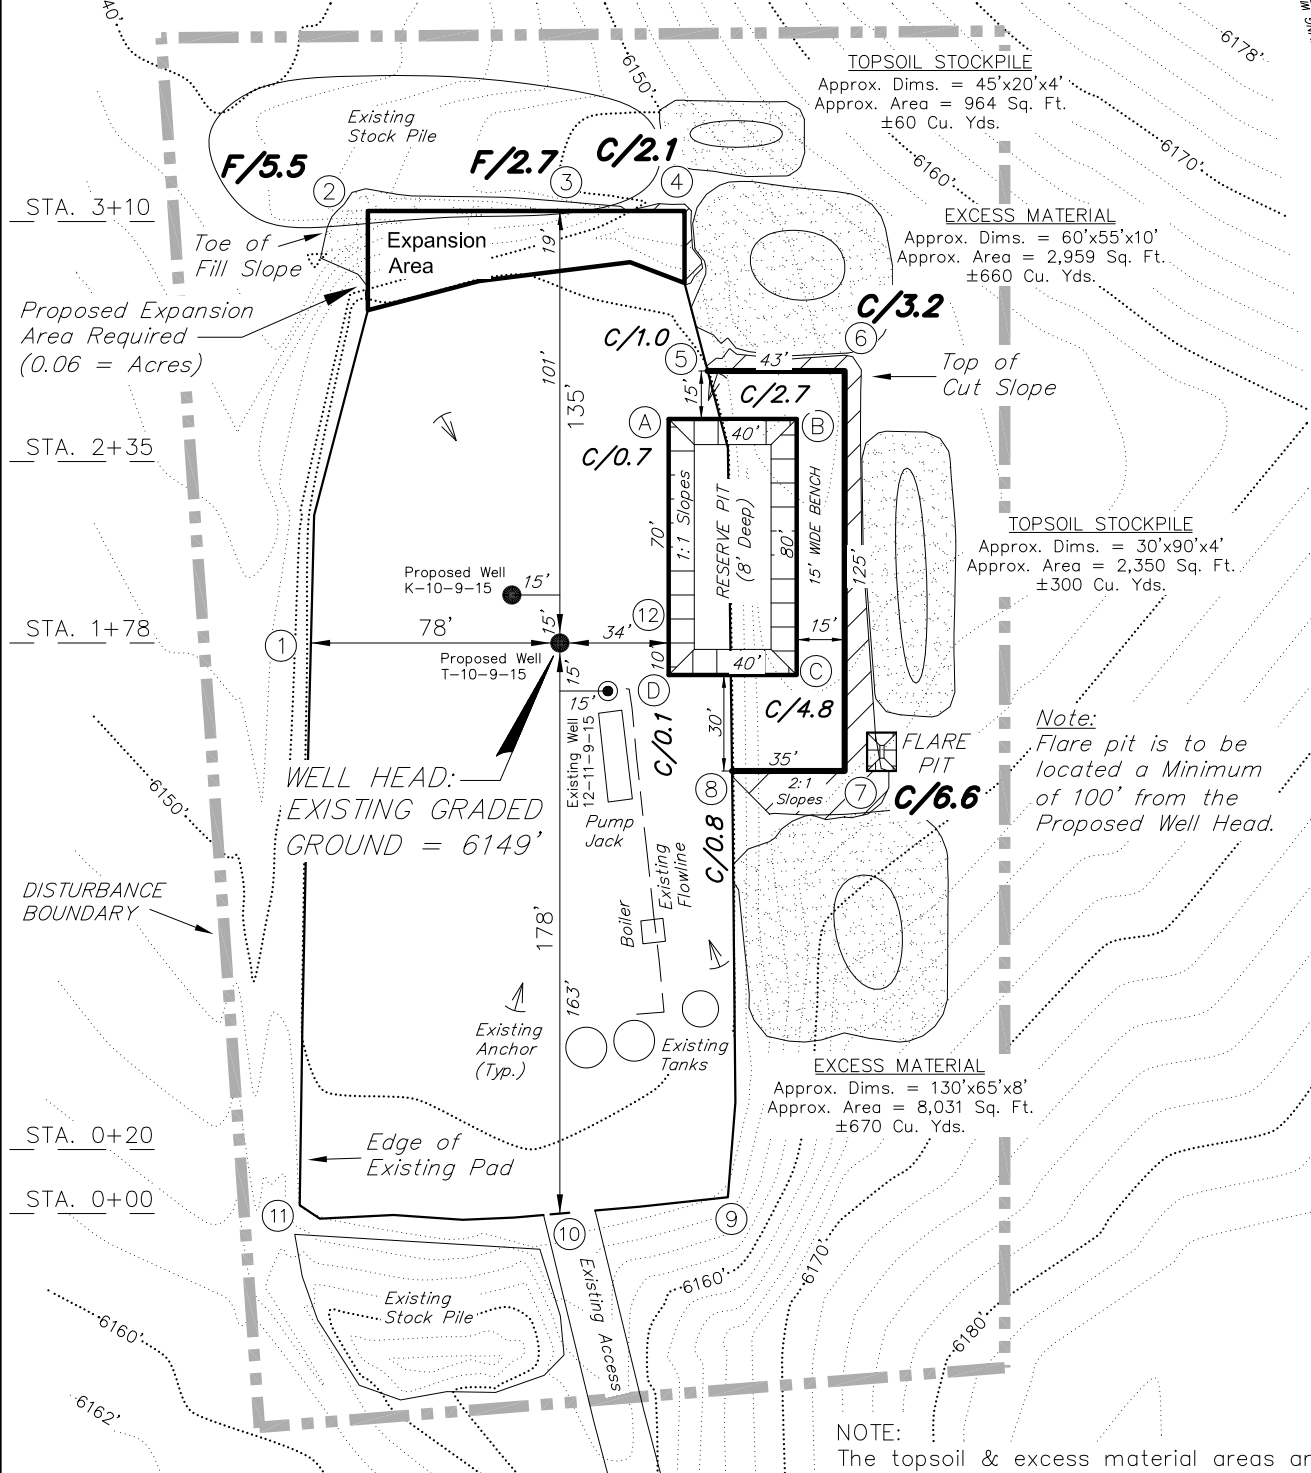 40'
6178'
TOPSOIL STOCKPILE
Approx. Dims. = 45'x20'x4'
Approx. Area = 964 Sq. Ft.
±60 Cu. Yds.
6150'
Existing
Stock Pile
F/5.5
F/2.7
C/2.1
6170'
6160'
2
3
4
STA. 3+10
EXCESS MATERIAL
Approx. Dims. = 60'x55'x10'
Approx. Area = 2,959 Sq. Ft.
±660 Cu. Yds.
Toe of
Fill Slope
Expansion
Area
19'
Proposed Expansion
Area Required
(0.06 = Acres)
C/3.2
C/1.0
5
6
43'
Top of
Cut Slope
101'
135'
15'
C/2.7
A
B
40'
STA. 2+35
C/0.7
70'
1:1 Slopes
RESERVE PIT
(8' Deep)
80'
15' WIDE BENCH
125'
TOPSOIL STOCKPILE
Approx. Dims. = 30'x90'x4'
Approx. Area = 2,350 Sq. Ft.
±300 Cu. Yds.
Proposed Well
K-10-9-15
15'
15'
12
STA. 1+78
1
78'
34'
15'
Proposed Well
T-10-9-15
10'
40'
15'
15'
D
C
C/4.8
C/0.1
30'
Existing Well
12-11-9-15
Note:
Flare pit is to be
located a Minimum
of 100' from the
Proposed Well Head.
FLARE
PIT
35'
2:1
Slopes
8
7
C/6.6
WELL HEAD:
EXISTING GRADED
GROUND = 6149'
6150'
Pump
Jack
C/0.8
Existing
Flowline
DISTURBANCE
BOUNDARY
178'
Boiler
163'
Existing
Anchor
(Typ.)
Existing
Tanks
EXCESS MATERIAL
Approx. Dims. = 130'x65'x8'
Approx. Area = 8,031 Sq. Ft.
±670 Cu. Yds.
STA. 0+20
Edge of
Existing Pad
STA. 0+00
11
10
9
Existing Access
6160'
6170'
6180'
Existing
Stock Pile
6160'
6162'
NOTE:
The topsoil & excess material areas ar